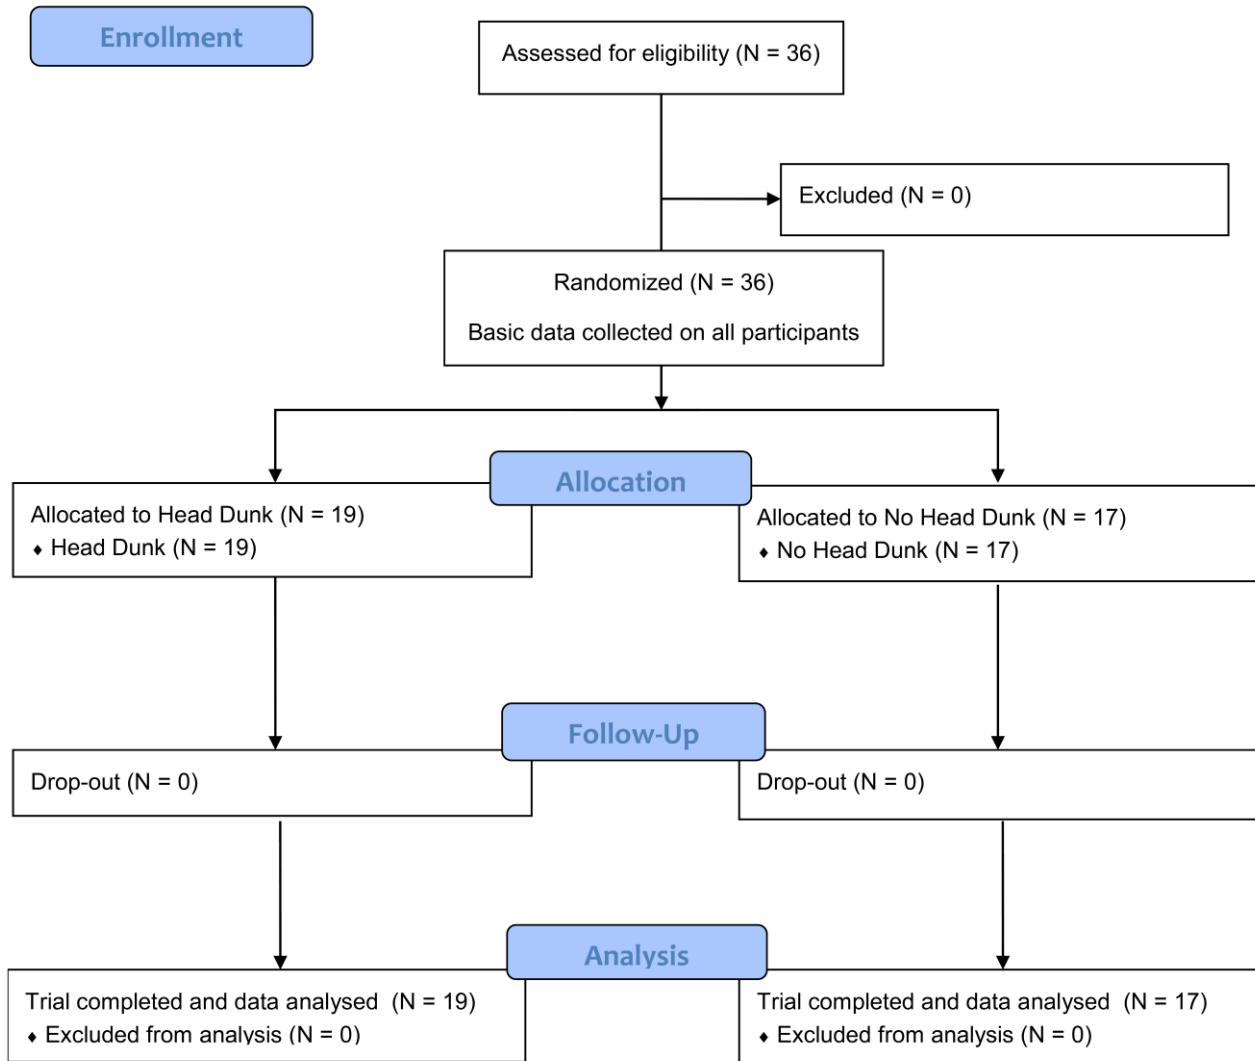 Enrollment
Assessed for eligibility (N = 36)
Excluded (N = 0)
Randomized (N = 36)
Basic data collected on all participants
Allocation
Allocated to Head Dunk (N = 19)
♦ Head Dunk (N = 19)
Allocated to No Head Dunk (N = 17)
♦ No Head Dunk (N = 17)
Follow-Up
Drop-out (N = 0)
Drop-out (N = 0)
Analysis
Trial completed and data analysed (N = 19)
♦ Excluded from analysis (N = 0)
Trial completed and data analysed (N = 17)
♦ Excluded from analysis (N = 0)